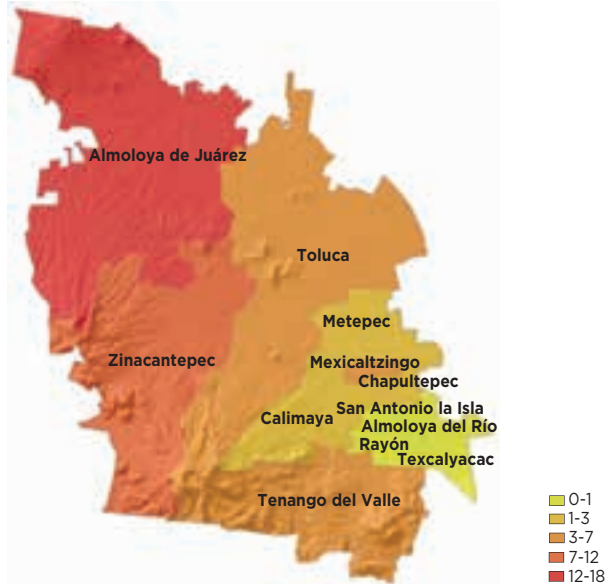 Almoloya de Juárez
Toluca
Metepec
Zinacantepec
Mexicaltzingo
Chapultepec
San Antonio la Isla
Calimaya
Almoloya del Río
Rayón
Texcalyacac
Tenango del Valle
0-1
1-3
3-7
7-12
12-18